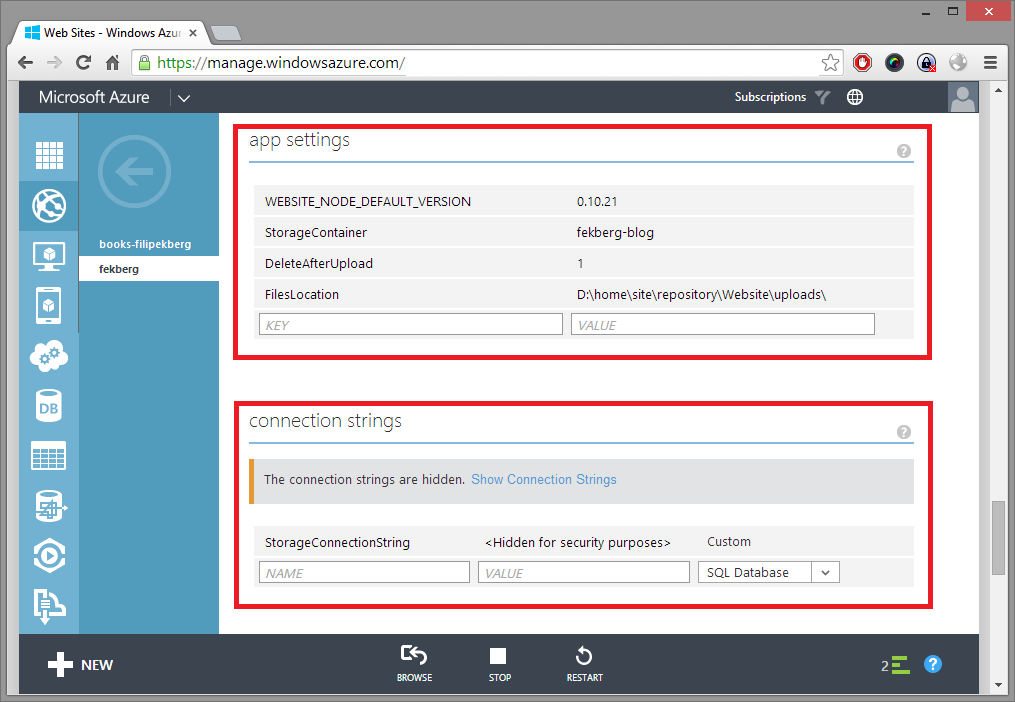 Web Sites - Windows Azur
https://manage.windowsazure.com/
Microsoft Azure
Subscriptions
books-filipekberg
fekberg
app settings
?
WEBSITE_NODE_DEFAULT_VERSION 0.10.21
StorageContainer fekberg-blog
DeleteAfterUpload 1
FilesLocation D:\home\site\repository\Website\uploads\
KEY VALUE
connection strings
?
The connection strings are hidden. Show Connection Strings
StorageConnectionString <Hidden for security purposes> Custom
NAME VALUE SQL Database
DB
NEW
BROWSE
STOP
RESTART
2
?